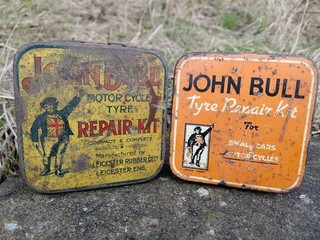 JOHN BULL
MOTOR CYCLE
TYRE
REPAIR KIT
COMPACT & COMPLETE
Manufactured by
LEICESTER RUBBER CO LTD
LEICESTER, ENG.
JOHN BULL
Tyre Repair Kit
For
SMALL CARS
& MOTOR CYCLES